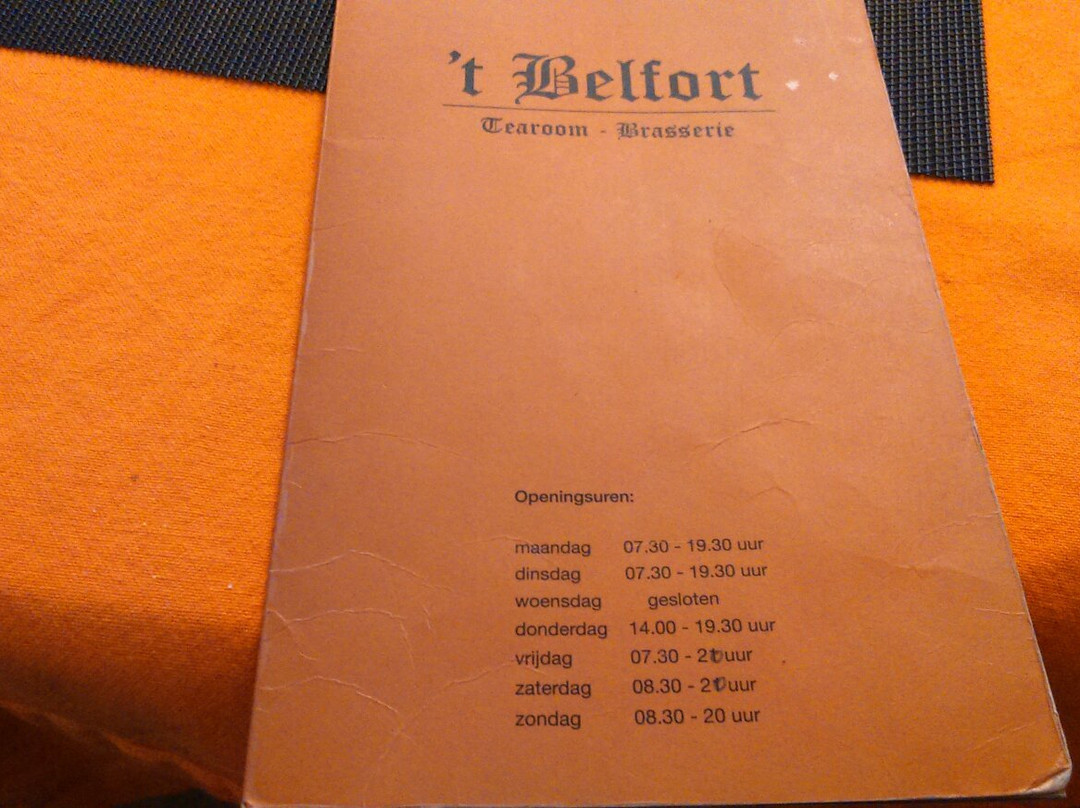 't Belfort
Tearoom - Brasserie
Openingsuren:
maandag 07.30 - 19.30 uur
dinsdag 07.30 - 19.30 uur
woensdag gesloten
donderdag 14.00 - 19.30 uur
vrijdag 07.30 - uur
zaterdag 08.30 - uur
zondag 08.30 - 20 uur